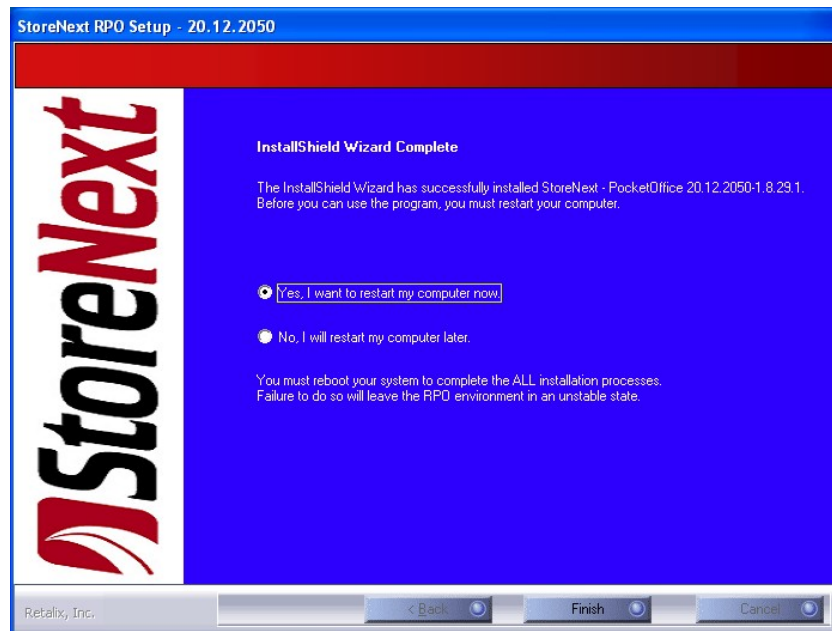 StoreNext RPO Setup - 20.12.2050
StoreNext
InstallShield Wizard Complete
The InstallShield Wizard has successfully installed StoreNext - PocketOffice 20.12.2050-1.8.29.1.
Before you can use the program, you must restart your computer.
Yes, I want to restart my computer now.
No, I will restart my computer later.
You must reboot your system to complete the ALL installation processes.
Failure to do so will leave the RPO environment in an unstable state.
Retalix, Inc.
< Back
Finish
Cancel